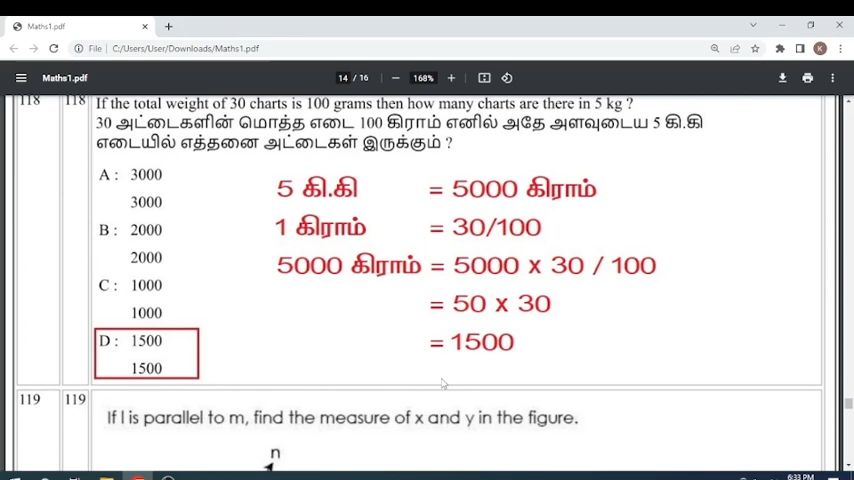 Maths1.pdf
File
C:/Users/User/Downloads/Maths1.pdf
K
Maths1.pdf
14 / 16
168%
118
118
If the total weight of 30 charts is 100 grams then how many charts are there in 5 kg ?
30 அட்டைகளின் மொத்த எடை 100 கிராம் எனில் அதே அளவுடைய 5 கி.கி
எடையில் எத்தனை அட்டைகள் இருக்கும் ?
A : 3000
3000
B : 2000
2000
C : 1000
1000
D : 1500
1500
5 கி.கி = 5000 கிராம்
1 கிராம் = 30/100
5000 கிராம் = 5000 x 30 / 100
= 50 x 30
= 1500
119
119
If l is parallel to m, find the measure of x and y in the figure.
n
6:33 PM